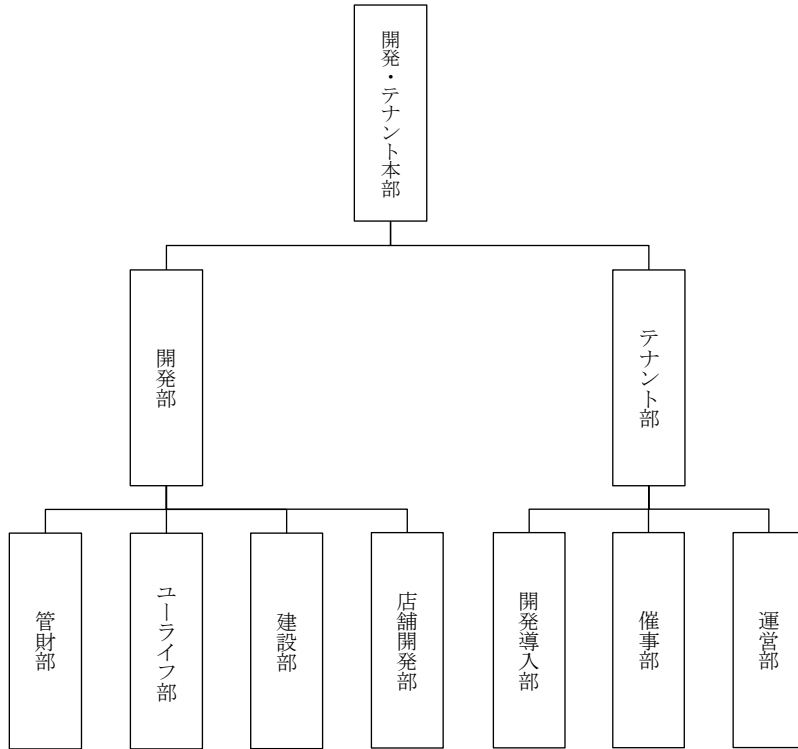 開発・テナント本部
開発部
テナント部
管財部
ユーライフ部
建設部
店舗開発部
開発導入部
催事部
運営部